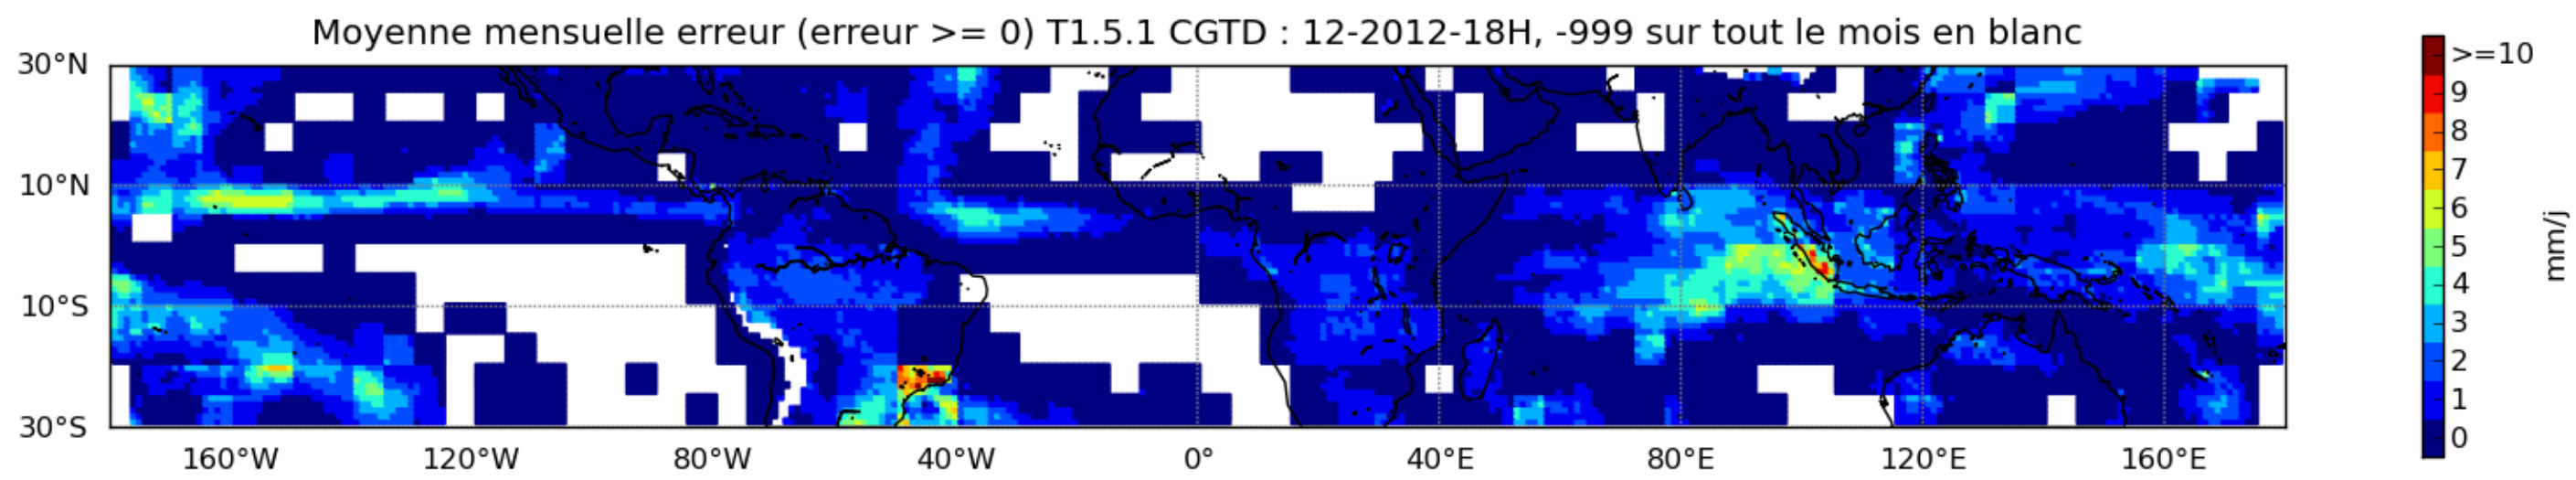 Moyenne mensuelle erreur (erreur >= 0) T1.5.1 CGTD : 12-2012-18H, -999 sur tout le mois en blanc
30°N
10°N
10°S
30°S
160°W 120°W 80°W 40°W 0° 40°E 80°E 120°E 160°E
>=10
9
8
7
6
5
4
3
2
1
0
mm/j